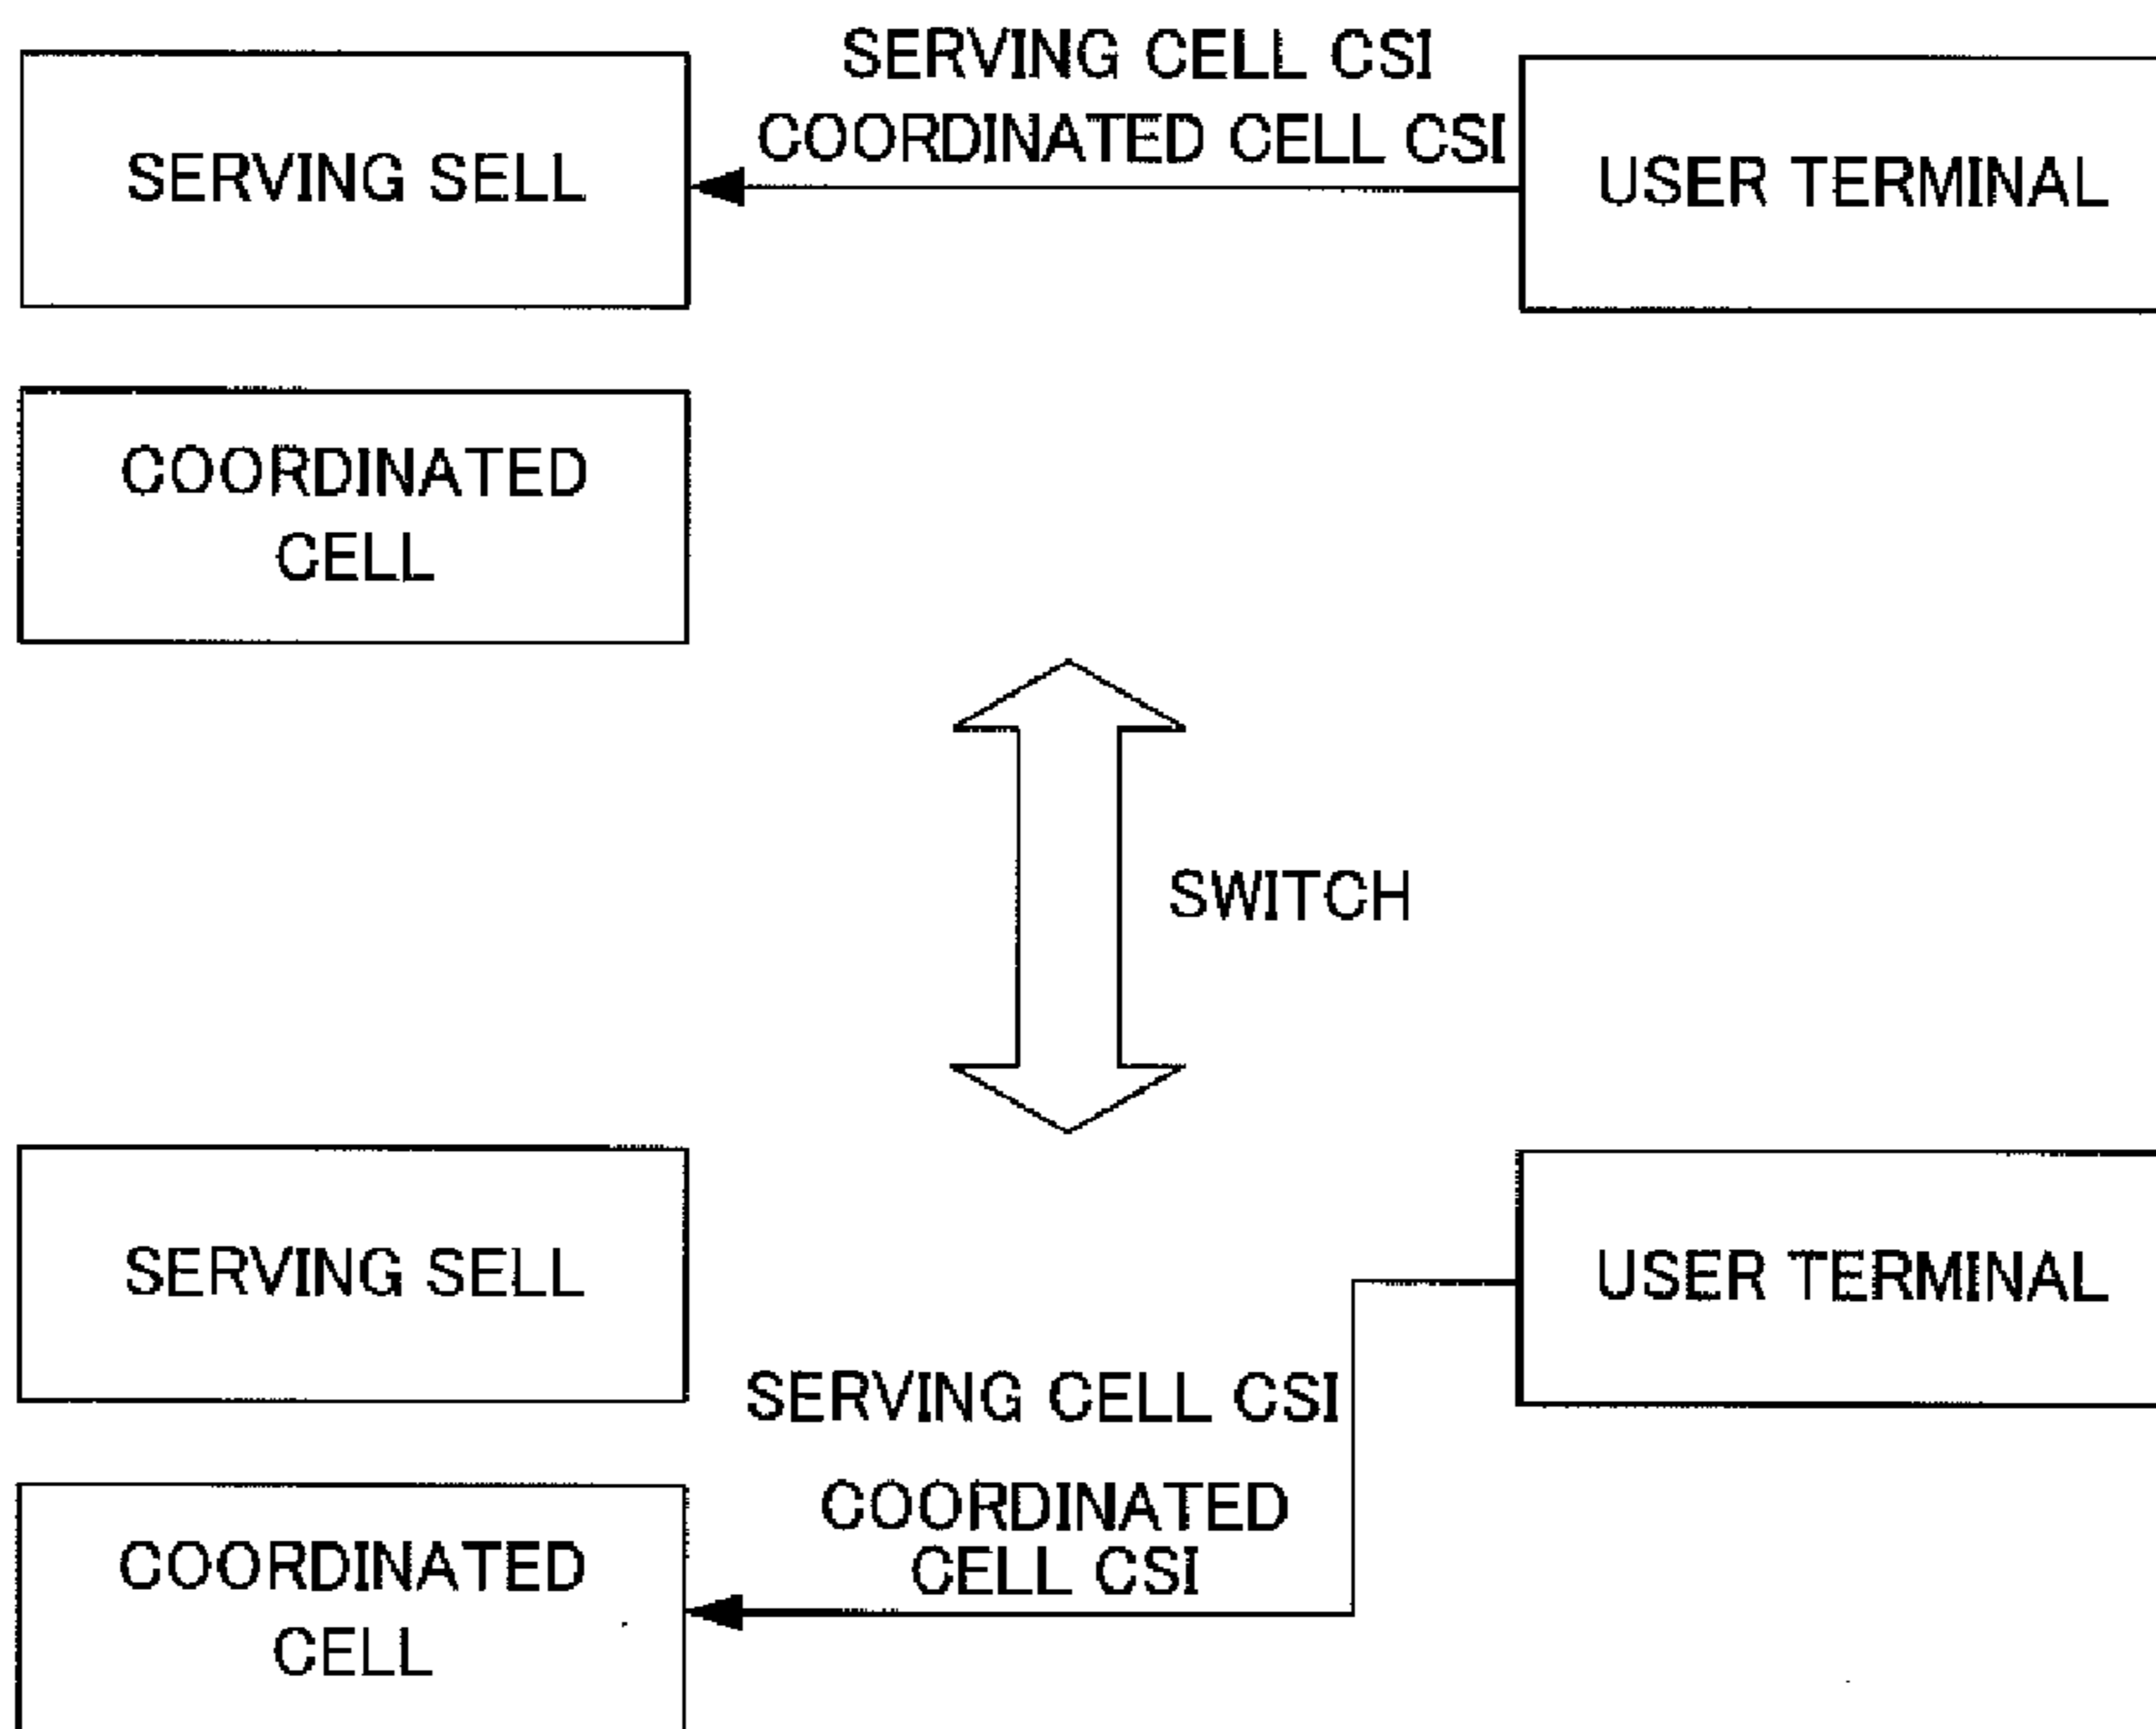 SERVING CELL CSI
COORDINATED CELL CSI
SERVING SELL
USER TERMINAL
COORDINATED
CELL
SWITCH
SERVING SELL
USER TERMINAL
SERVING CELL CSI
COORDINATED
CELL CSI
COORDINATED
CELL